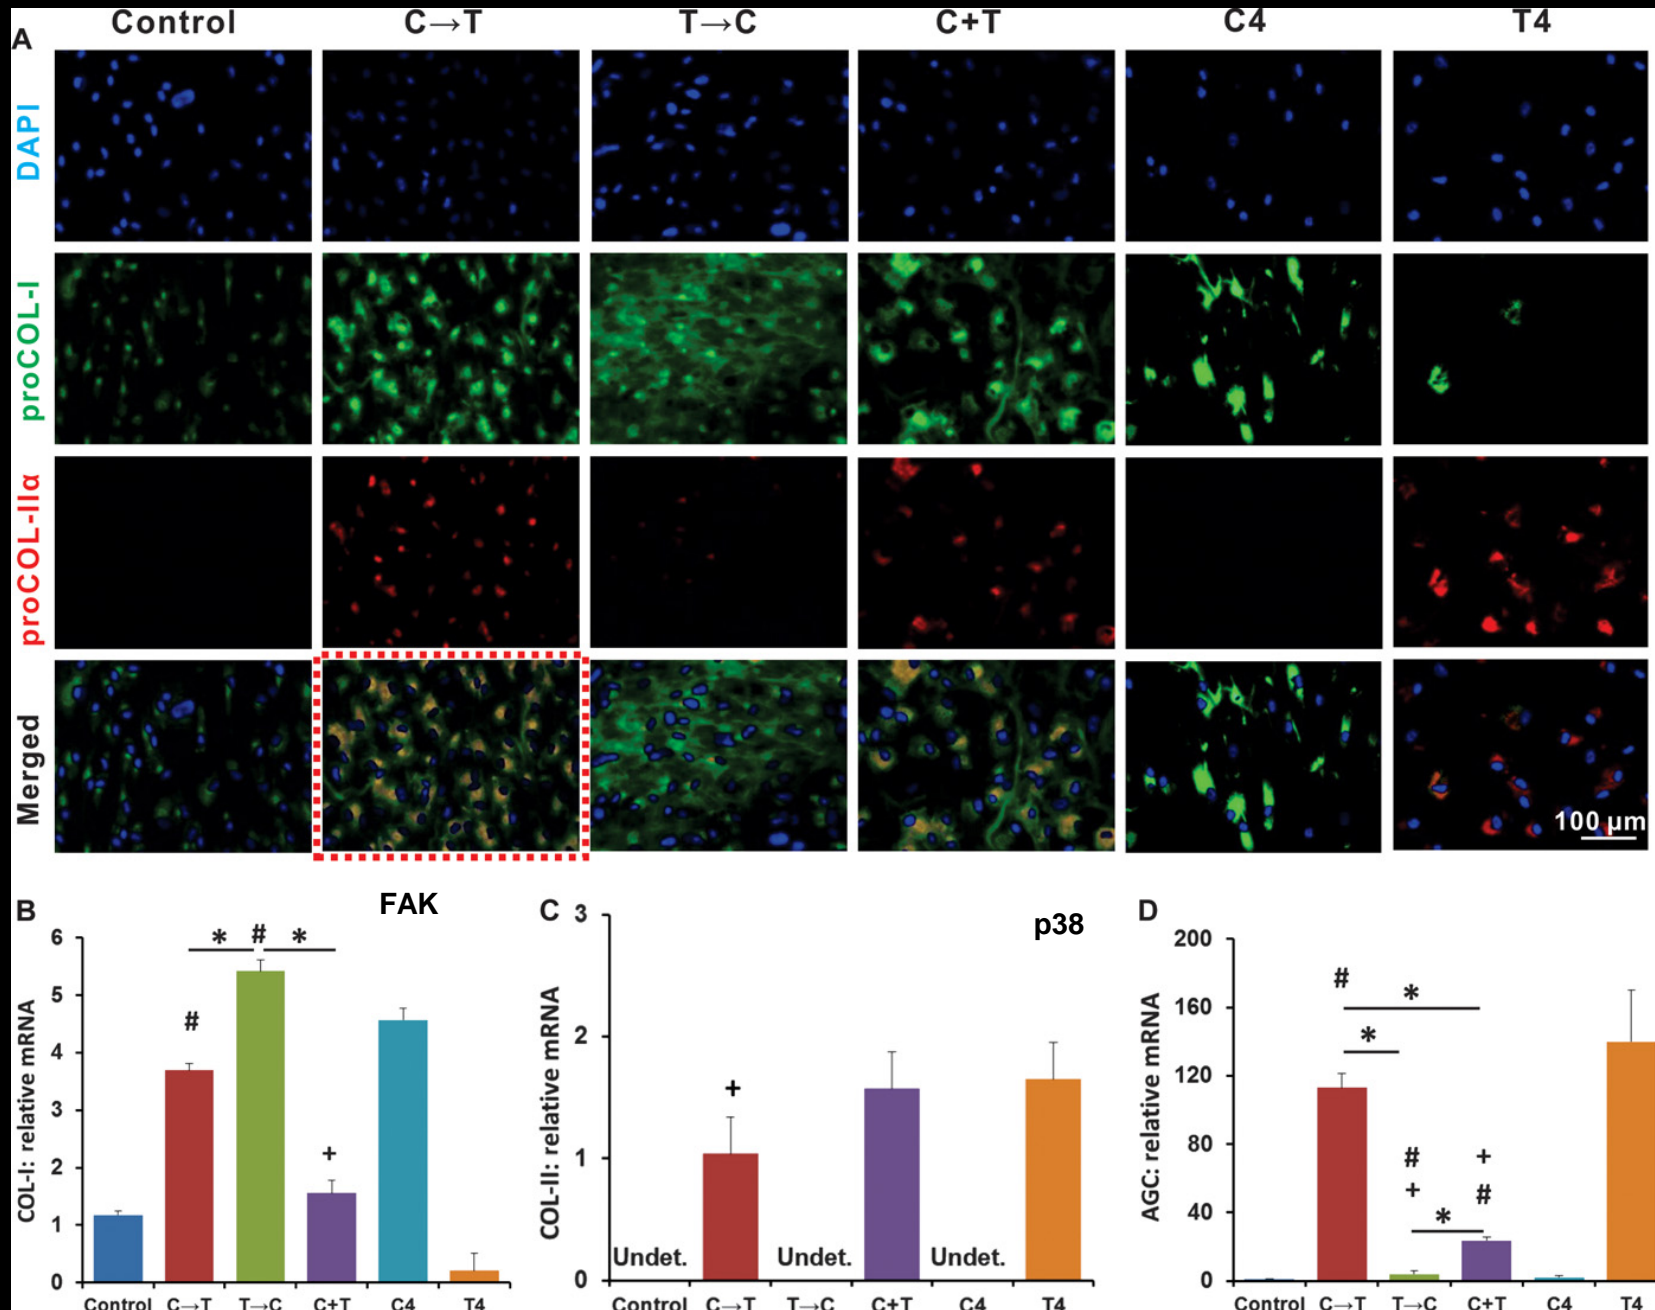 Control C→T T→C C+T C4 T4
A
DAPI
proCOL-I
proCOL-IIα
Merged
100 µm
B FAK
COL-I: relative mRNA
6
5
4
3
2
1
0
# * # * +
Control C→T T→C C+T C4 T4
C p38
COL-II: relative mRNA
3
2
1
0
+
Undet. Undet. Undet.
Control C→T T→C C+T C4 T4
D
AGC: relative mRNA
200
160
120
80
40
0
#
*
*
# +
+ #
*
Control C→T T→C C+T C4 T4